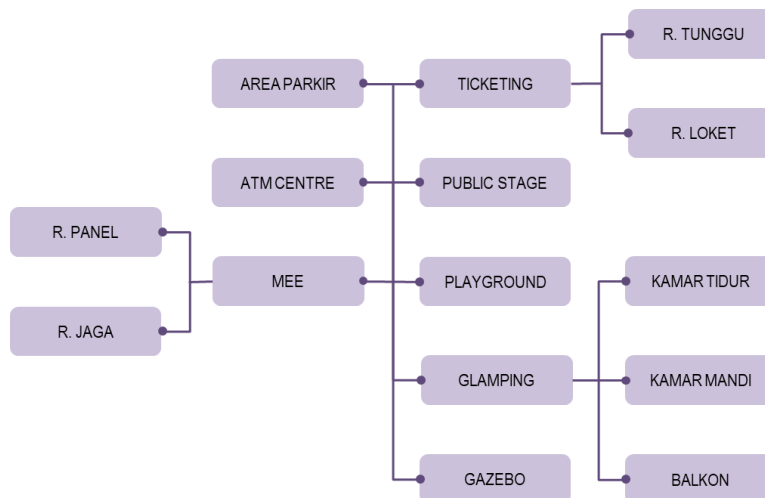 R. TUNGGU
AREA PARKIR
TICKETING
R. LOKET
ATM CENTRE
PUBLIC STAGE
R. PANEL
MEE
PLAYGROUND
KAMAR TIDUR
R. JAGA
GLAMPING
KAMAR MANDI
GAZEBO
BALKON